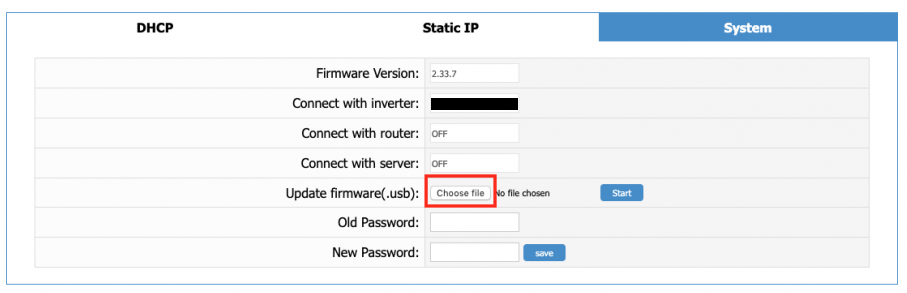 DHCP Static IP System
Firmware Version: 2.33.7
Connect with inverter:
Connect with router: OFF
Connect with server: OFF
Update firmware(.usb): Choose file No file chosen Start
Old Password:
New Password: save